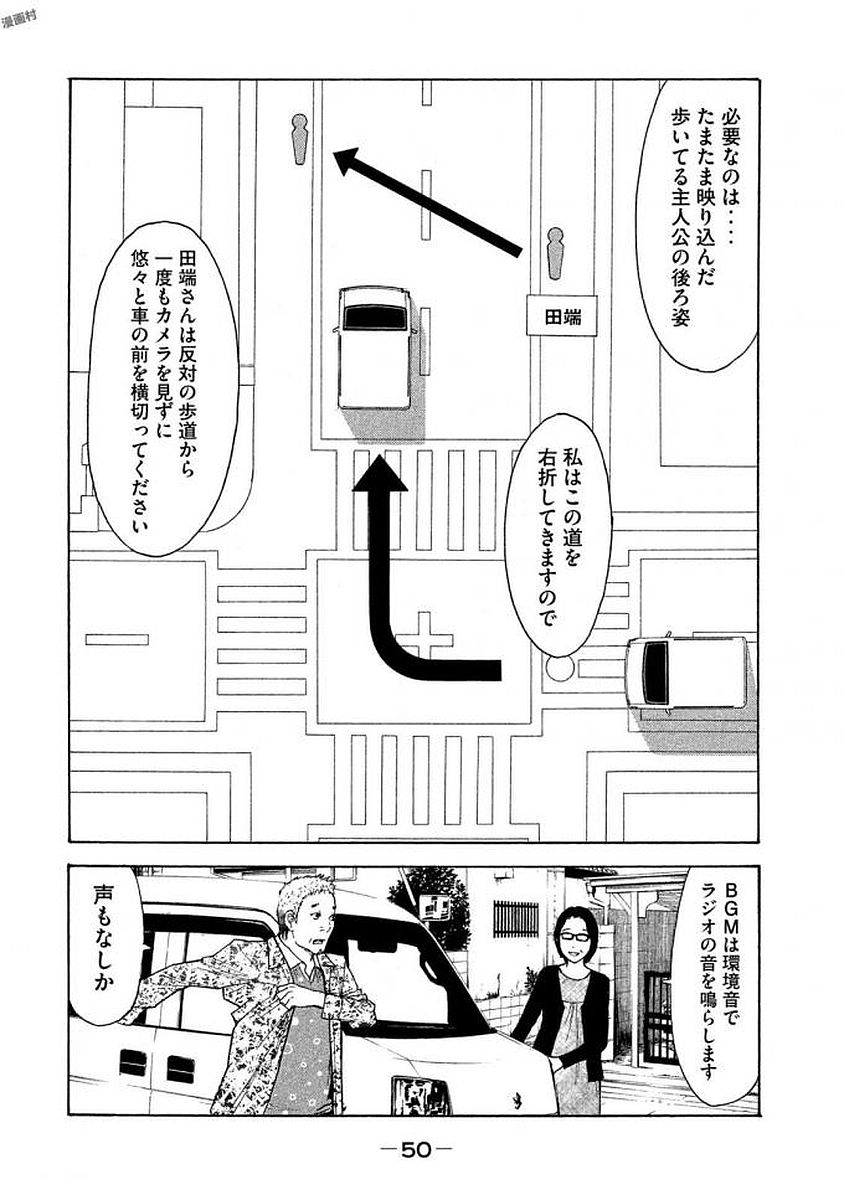 漫画村
必要なのは‥‥
たまたま映り込んだ
歩いてる主人公の後ろ姿
田端
私はこの道を
右折してきますので
田端さんは反対の歩道から
一度もカメラを見ずに
悠々と車の前を横切ってください
BGMは環境音で
ラジオの音を鳴らします
声もなしか
—50—